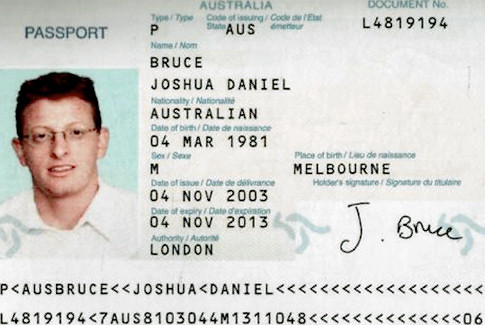 AUSTRALIA
PASSPORT
Type / Type Code of issuing / Code de l'Etat DOCUMENT No.
State émetteur
P AUS L4819194
Name / Nom
BRUCE
JOSHUA DANIEL
Nationality / Nationalité
AUSTRALIAN
Date of birth / Date de naissance
04 MAR 1981
Sex / Sexe Place of birth / Lieu de naissance
M MELBOURNE
Date of issue / Date de délivrance Holder's signature / Signature du titulaire
04 NOV 2003
Date of expiry / Date d'expiration
04 NOV 2013 J. Bruce
Authority / Autorité
LONDON
P<AUSBRUCE<<JOSHUA<DANIEL<<<<<<<<<<<<<<<<<<<
L4819194<7AUS8103044M1311048<<<<<<<<<<<<<<06